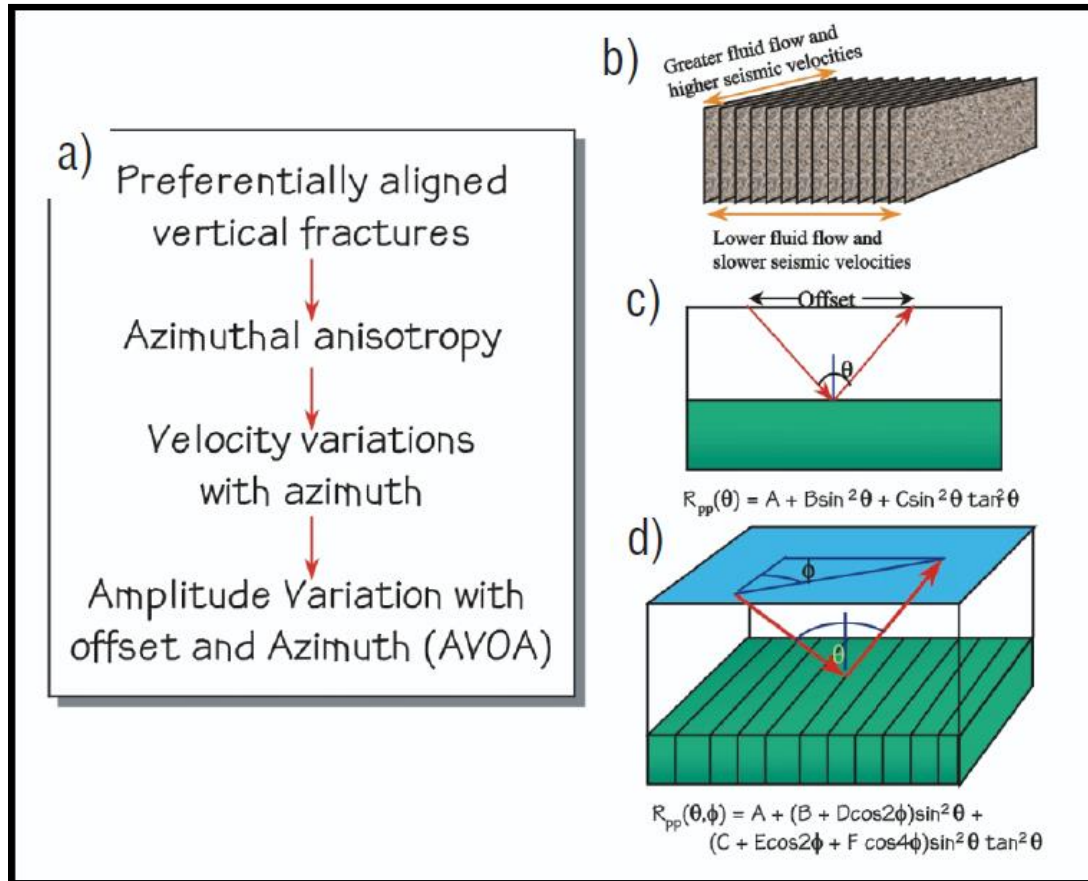 a)
Preferentially aligned
vertical fractures
Azimuthal anisotropy
Velocity variations
with azimuth
Amplitude Variation with
offset and Azimuth (AVOA)
b)
Greater fluid flow and
higher seismic velocities
Lower fluid flow and
slower seismic velocities
c)
Offset
θ
R_pp(θ) = A + Bsin²θ + Csin²θ tan²θ
d)
ϕ
θ
R_pp(θ,ϕ) = A + (B + Dcos2ϕ)sin²θ +
(C + Ecos2ϕ + F cos4ϕ)sin²θ tan²θ